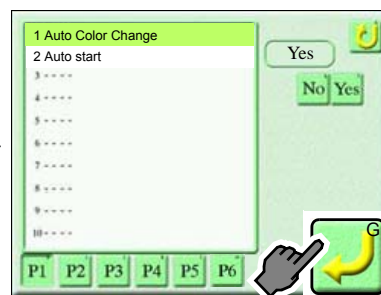 1 Auto Color Change
2 Auto start
3 - - - -
4 - - - -
5 - - - -
6 - - - -
7 - - - -
8 - - - -
9 - - - -
10 - - - -
Yes
No Yes
P1 P2 P3 P4 P5 P6
G